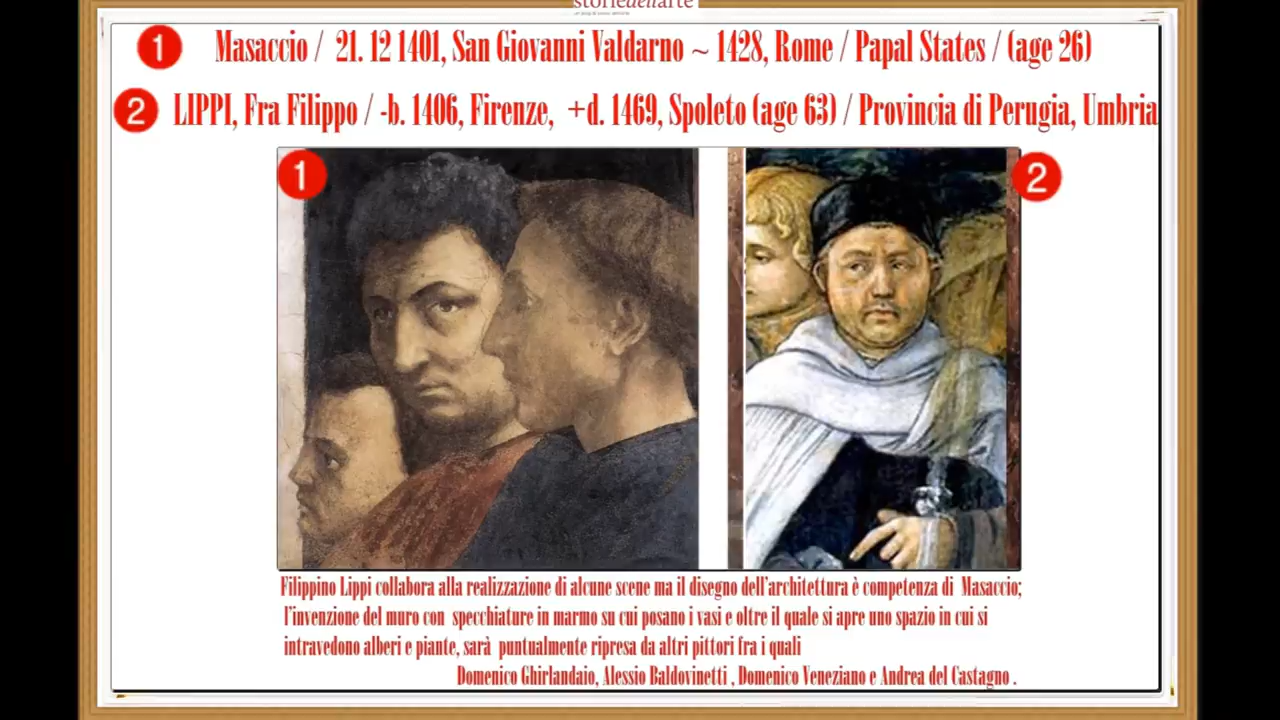 storiedell'arte
1 Masaccio / 21. 12 1401, San Giovanni Valdarno ~ 1428, Rome / Papal States / (age 26)
2 LIPPI, Fra Filippo / -b. 1406, Firenze, +d. 1469, Spoleto (age 63) / Provincia di Perugia, Umbria
1 2
Filippino Lippi collabora alla realizzazione di alcune scene ma il disegno dell'architettura è competenza di Masaccio;
l'invenzione del muro con specchiature in marmo su cui posano i vasi e oltre il quale si apre uno spazio in cui si
intravedono alberi e piante, sarà puntualmente ripresa da altri pittori fra i quali
Domenico Ghirlandaio, Alessio Baldovinetti , Domenico Veneziano e Andrea del Castagno .